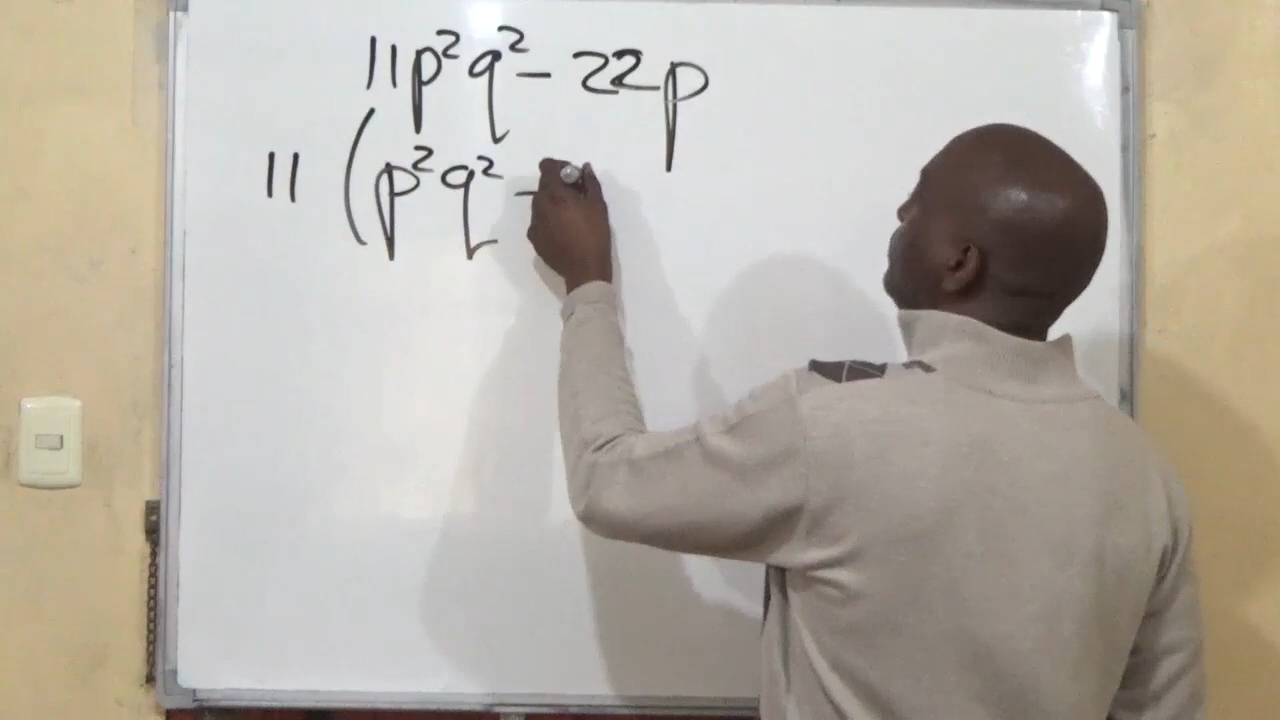 11p²q² - 22p
11 (p²q² -